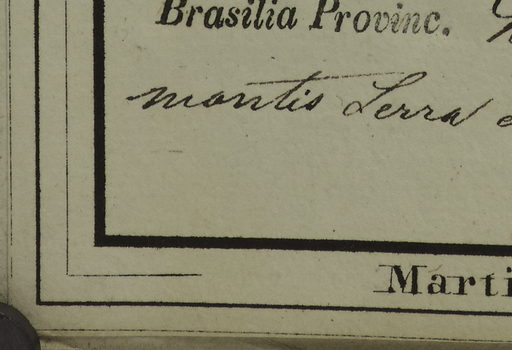 Brasilia Provinc.
montis Serra
Marti